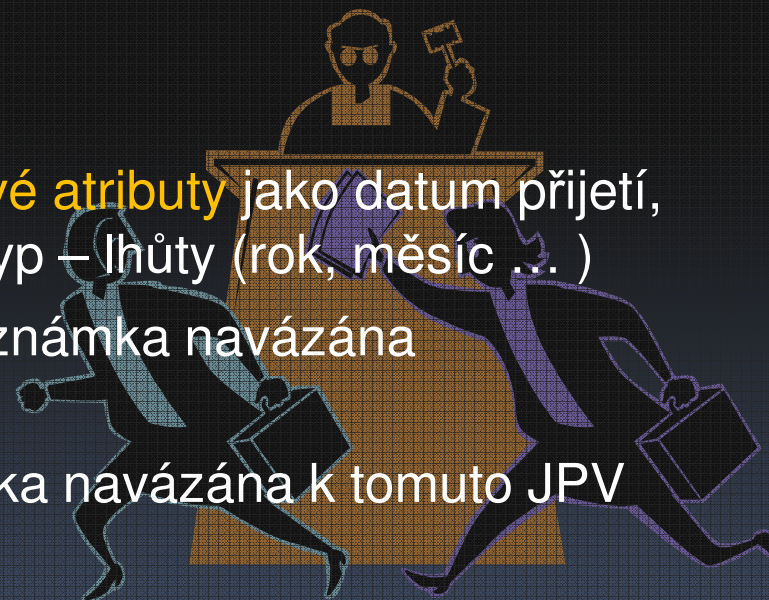 vé atributy jako datum přijetí,
yp – lhůty (rok, měsíc … )
známka navázána
ka navázána k tomuto JPV